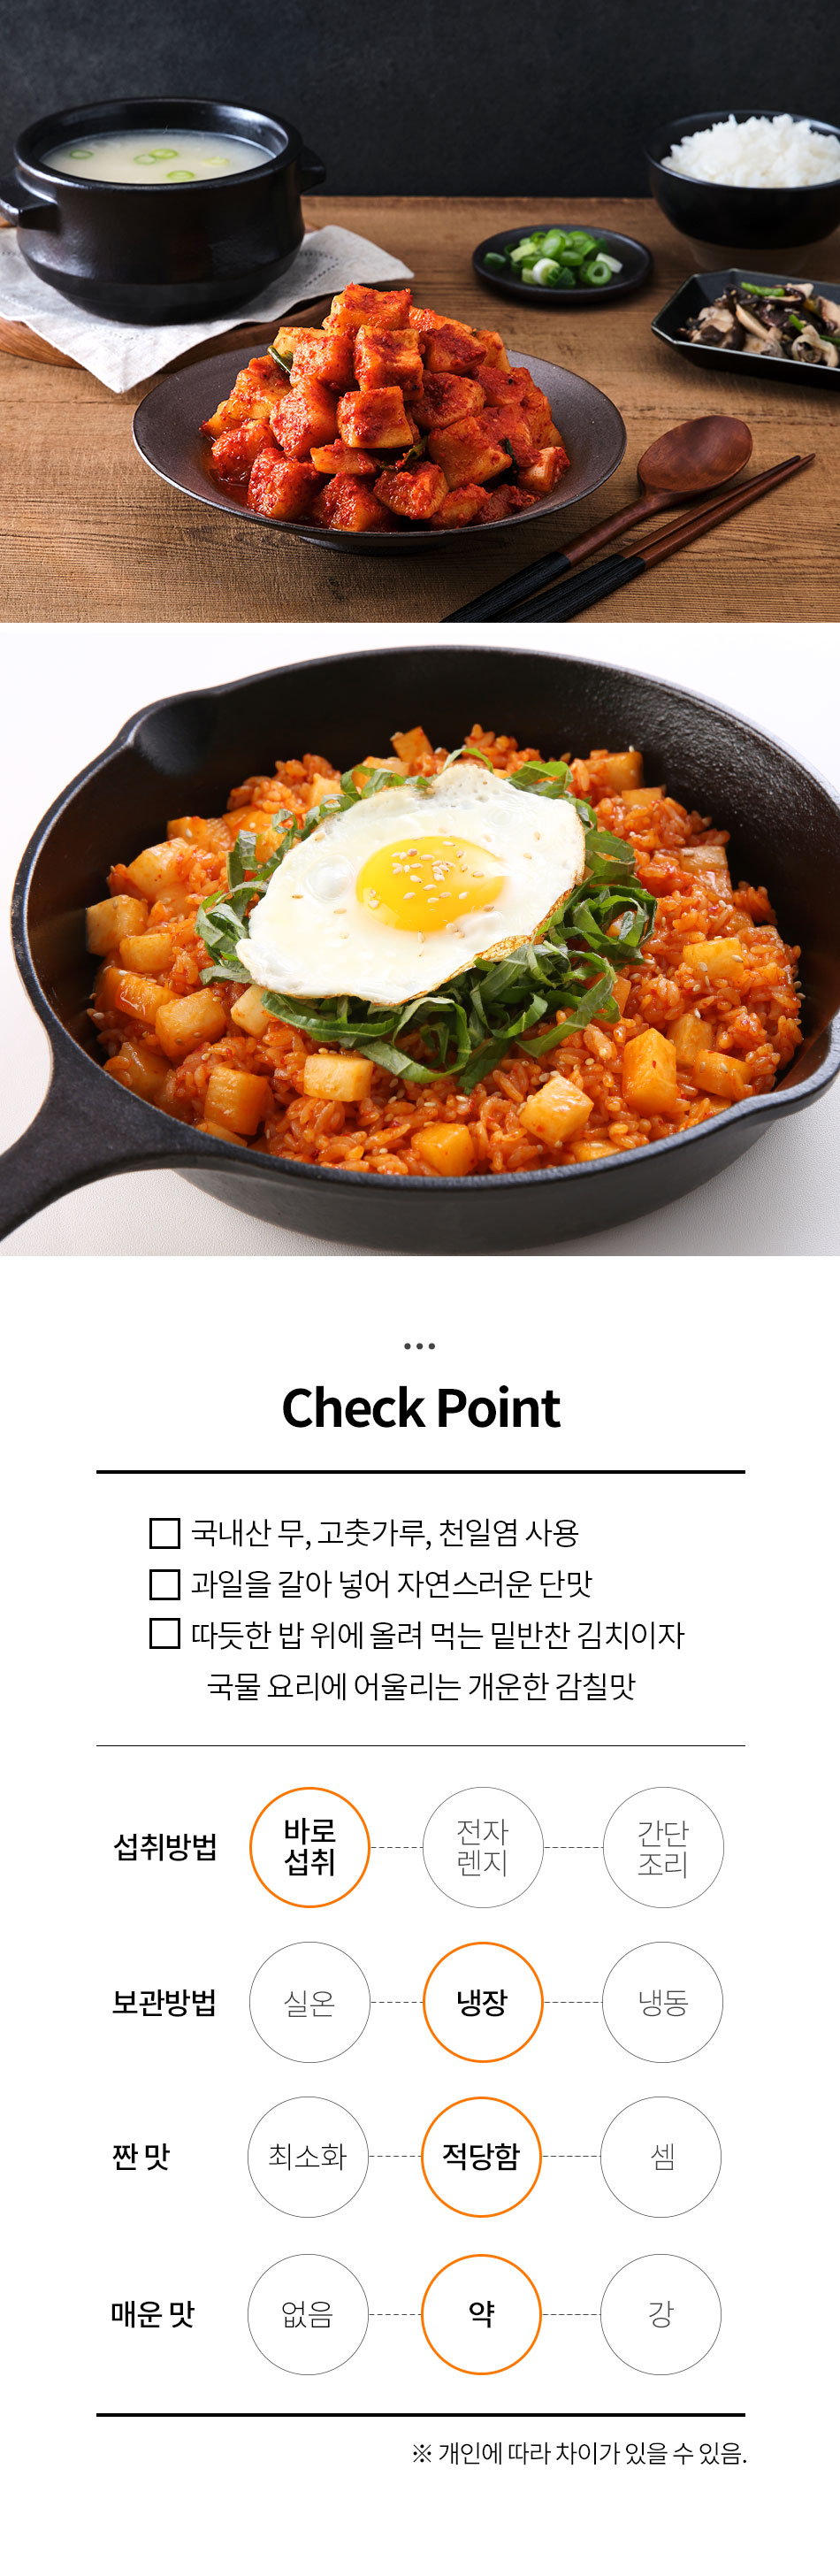 Check Point
국내산 무, 고춧가루, 천일염 사용
과일을 갈아 넣어 자연스러운 단맛
따듯한 밥 위에 올려 먹는 밑반찬 김치이자
국물 요리에 어울리는 개운한 감칠맛
섭취방법 바로 섭취 전자 렌지 간단 조리
보관방법 실온 냉장 냉동
짠 맛 최소화 적당함 셈
매운 맛 없음 약 강
※ 개인에 따라 차이가 있을 수 있음.